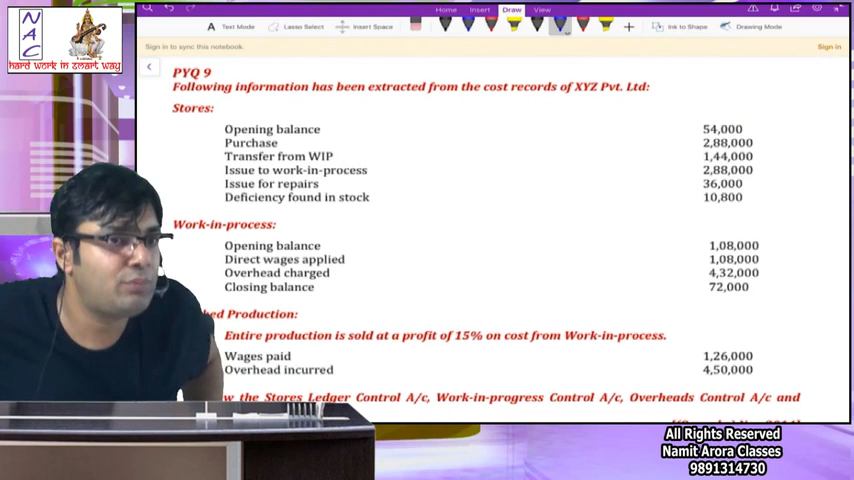 NAC
hard work in smart way
Home Insert Draw View
Text Mode Lasso Select Insert Space Ink to Shape Drawing Mode
Sign in to sync this notebook. Sign in
PYQ 9
Following information has been extracted from the cost records of XYZ Pvt. Ltd:
Stores:
Opening balance 54,000
Purchase 2,88,000
Transfer from WIP 1,44,000
Issue to work-in-process 2,88,000
Issue for repairs 36,000
Deficiency found in stock 10,800
Work-in-process:
Opening balance 1,08,000
Direct wages applied 1,08,000
Overhead charged 4,32,000
Closing balance 72,000
Production:
Entire production is sold at a profit of 15% on cost from Work-in-process.
Wages paid 1,26,000
Overhead incurred 4,50,000
the Stores Ledger Control A/c, Work-in-progress Control A/c, Overheads Control A/c and
All Rights Reserved
Namit Arora Classes
9891314730